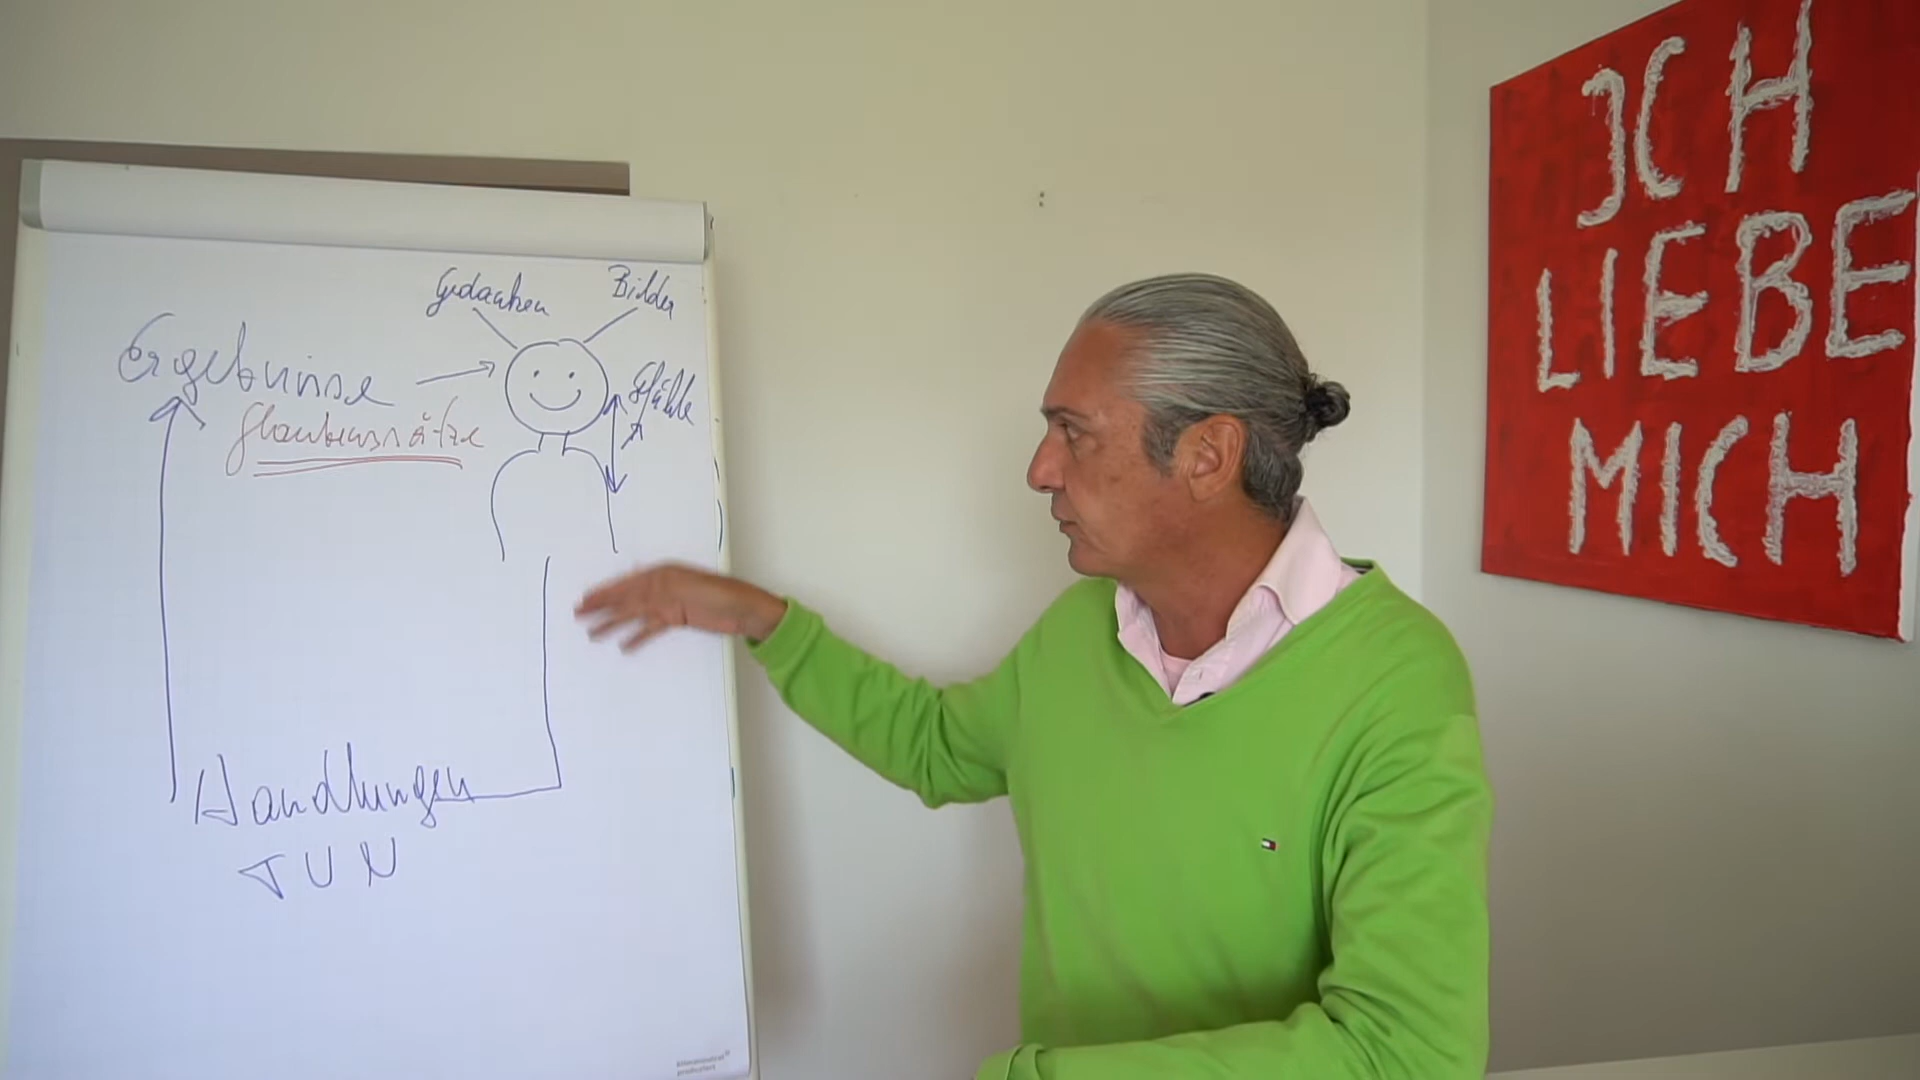 Gedanken
Bilder
Ergebnisse
Gefühle
Glaubenssätze
Handlungen
TUN
ICH
LIEBE
MICH